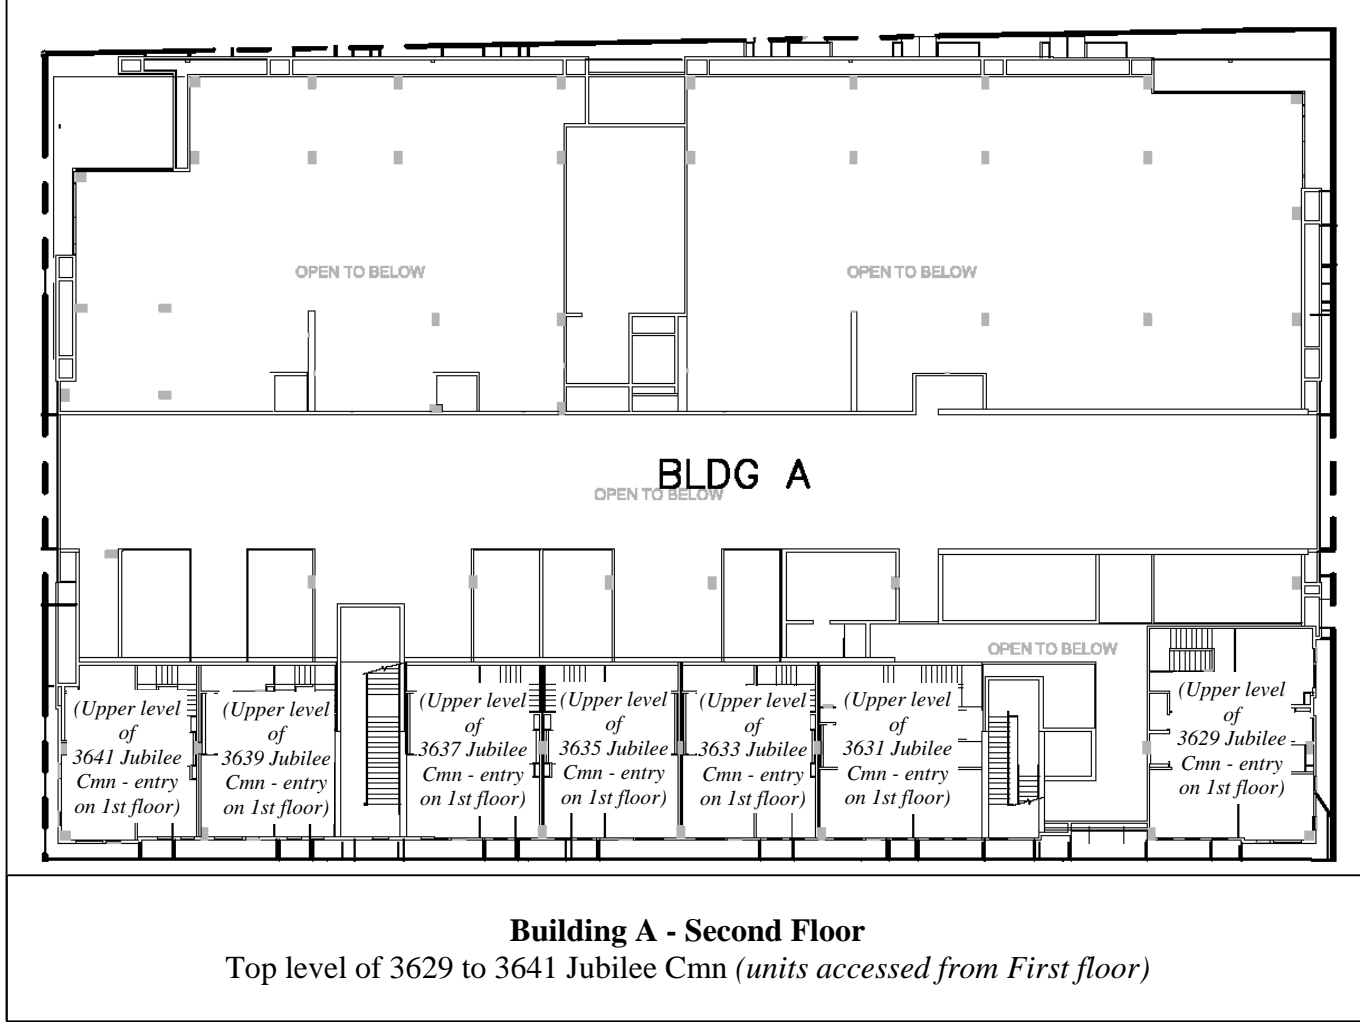 OPEN TO BELOW
OPEN TO BELOW
BLDG A
OPEN TO BELOW
OPEN TO BELOW
(Upper level
of
3641 Jubilee
Cmn - entry
on 1st floor)
(Upper level
of
3639 Jubilee
Cmn - entry
on 1st floor)
(Upper level
of
3637 Jubilee
Cmn - entry
on 1st floor)
(Upper level
of
3635 Jubilee
Cmn - entry
on 1st floor)
(Upper level
of
3633 Jubilee
Cmn - entry
on 1st floor)
(Upper level
of
3631 Jubilee
Cmn - entry
on 1st floor)
(Upper level
of
3629 Jubilee
Cmn - entry
on 1st floor)
Building A - Second Floor
Top level of 3629 to 3641 Jubilee Cmn (units accessed from First floor)